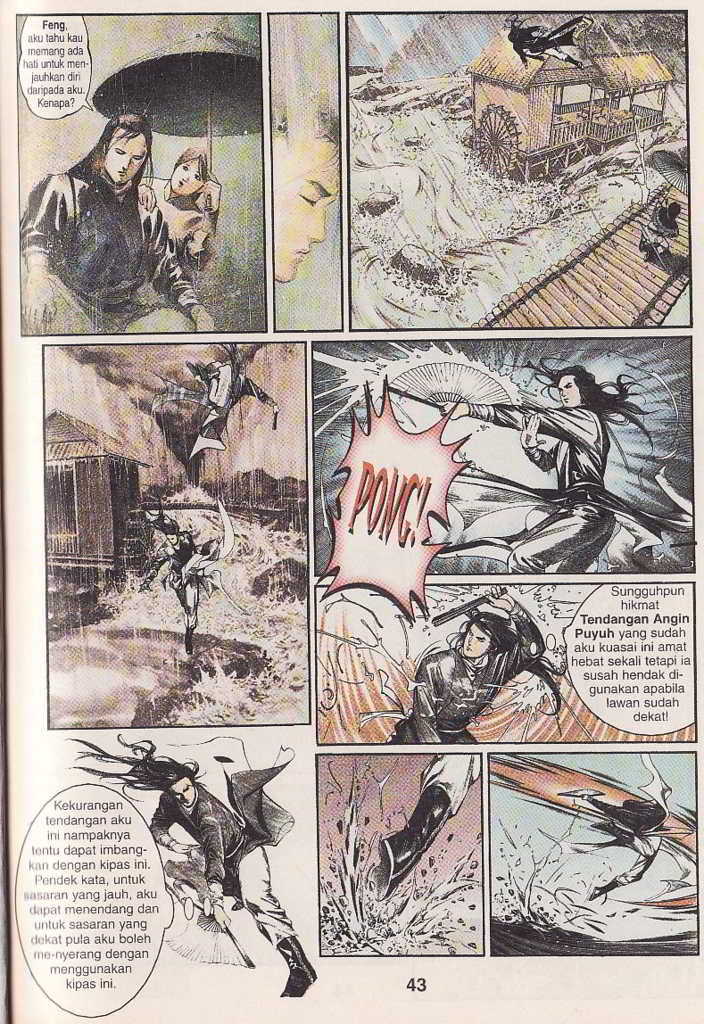 Feng,
aku tahu kau
memang ada
hati untuk men-
jauhkan diri
daripada aku.
Kenapa?
PONG!
Sungguhpun
hikmat
Tendangan Angin
Puyuh yang sudah
aku kuasai ini amat
hebat sekali tetapi ia
susah hendak di-
gunakan apabila
lawan sudah
dekat!
Kekurangan
tendangan aku
ini nampaknya
tentu dapat imbang-
kan dengan kipas ini.
Pendek kata, untuk
sasaran yang jauh, aku
dapat menendang dan
untuk sasaran yang
dekat pula aku boleh
me-nyerang dengan
menggunakan
kipas ini.
43